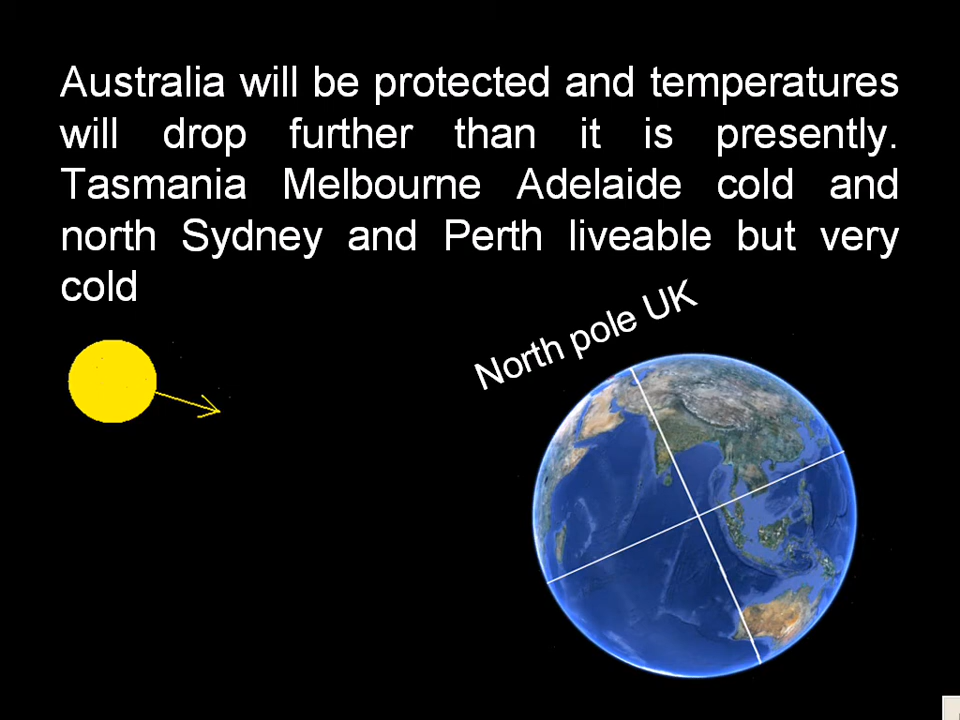 Australia will be protected and temperatures
will drop further than it is presently.
Tasmania Melbourne Adelaide cold and
north Sydney and Perth liveable but very
cold
North pole UK